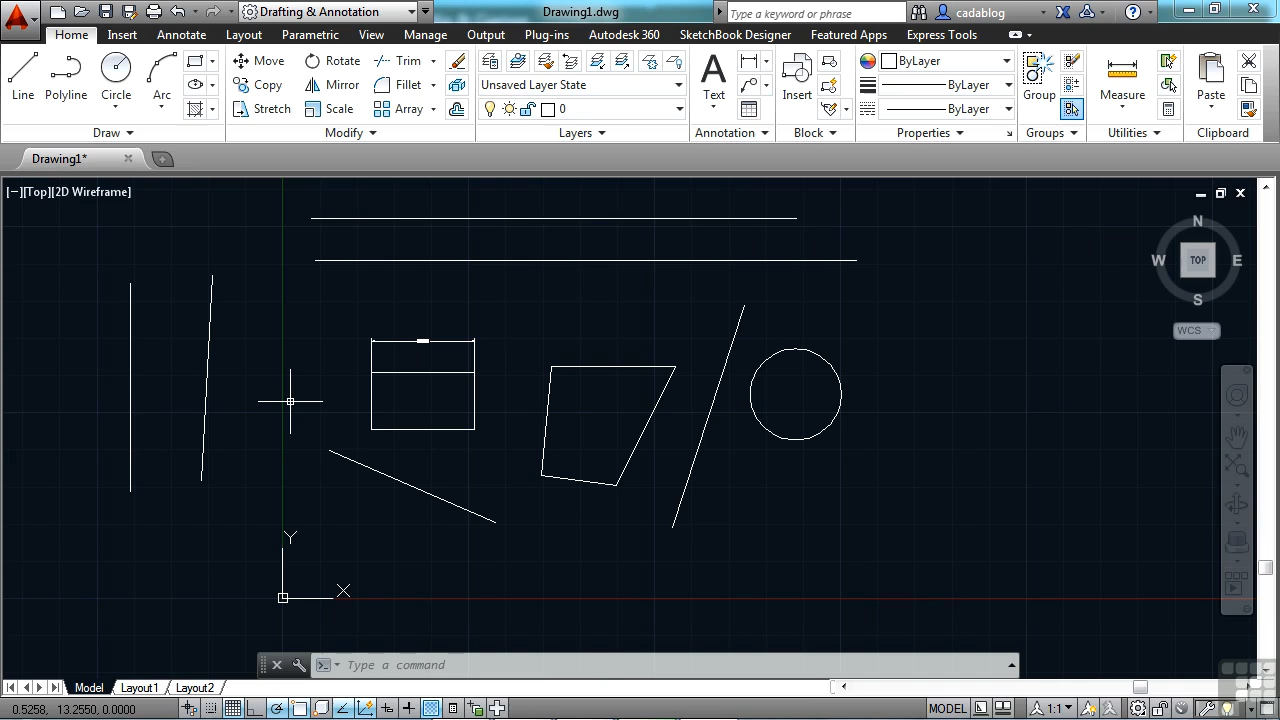 Drafting & Annotation Drawing1.dwg Type a keyword or phrase cadablog
Home Insert Annotate Layout Parametric View Manage Output Plug-ins Autodesk 360 SketchBook Designer Featured Apps Express Tools
Move Rotate Trim ByLayer
Copy Mirror Fillet Unsaved Layer State ByLayer
Line Polyline Circle Arc Text Insert Group Measure Paste
Stretch Scale Array 0 ByLayer
Draw Modify Layers Annotation Block Properties Groups Utilities Clipboard
Drawing1*
[−][Top][2D Wireframe]
N
W TOP E
S
WCS
Y
X
Type a command
Model Layout1 Layout2
0.5258, 13.2550, 0.0000 MODEL 1:1